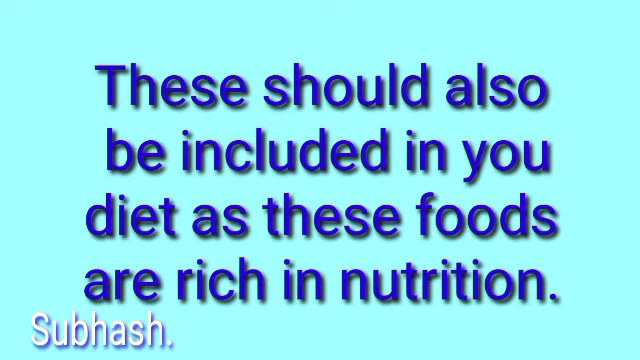 These should also
be included in you
diet as these foods
are rich in nutrition.
Subhash.